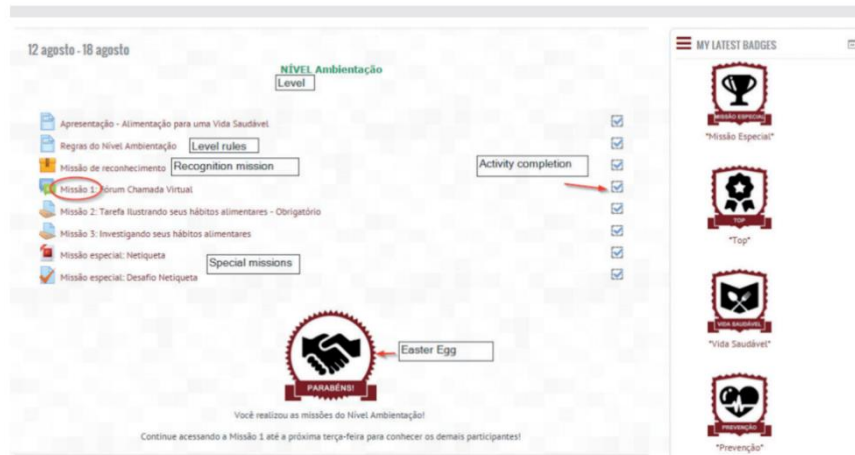 12 agosto - 18 agosto
NÍVEL Ambientação
Level
Apresentação - Alimentação para uma Vida Saudável
Regras do Nível Ambientação
Level rules
Missão de reconhecimento
Recognition mission
Activity completion
Missão 1: Fórum Chamada Virtual
Missão 2: Tarefa Ilustrando seus hábitos alimentares - Obrigatório
Missão 3: Investigando seus hábitos alimentares
Missão especial: Netiqueta
Special missions
Missão especial: Desafio Netiqueta
Easter Egg
PARABÉNS!
Você realizou as missões do Nível Ambientação!
Continue acessando a Missão 1 até a próxima terça-feira para conhecer os demais participantes!
MY LATEST BADGES
MISSÃO ESPECIAL
"Missão Especial"
TOP
"Top"
VIDA SAUDÁVEL
"Vida Saudável"
PREVENÇÃO
"Prevenção"